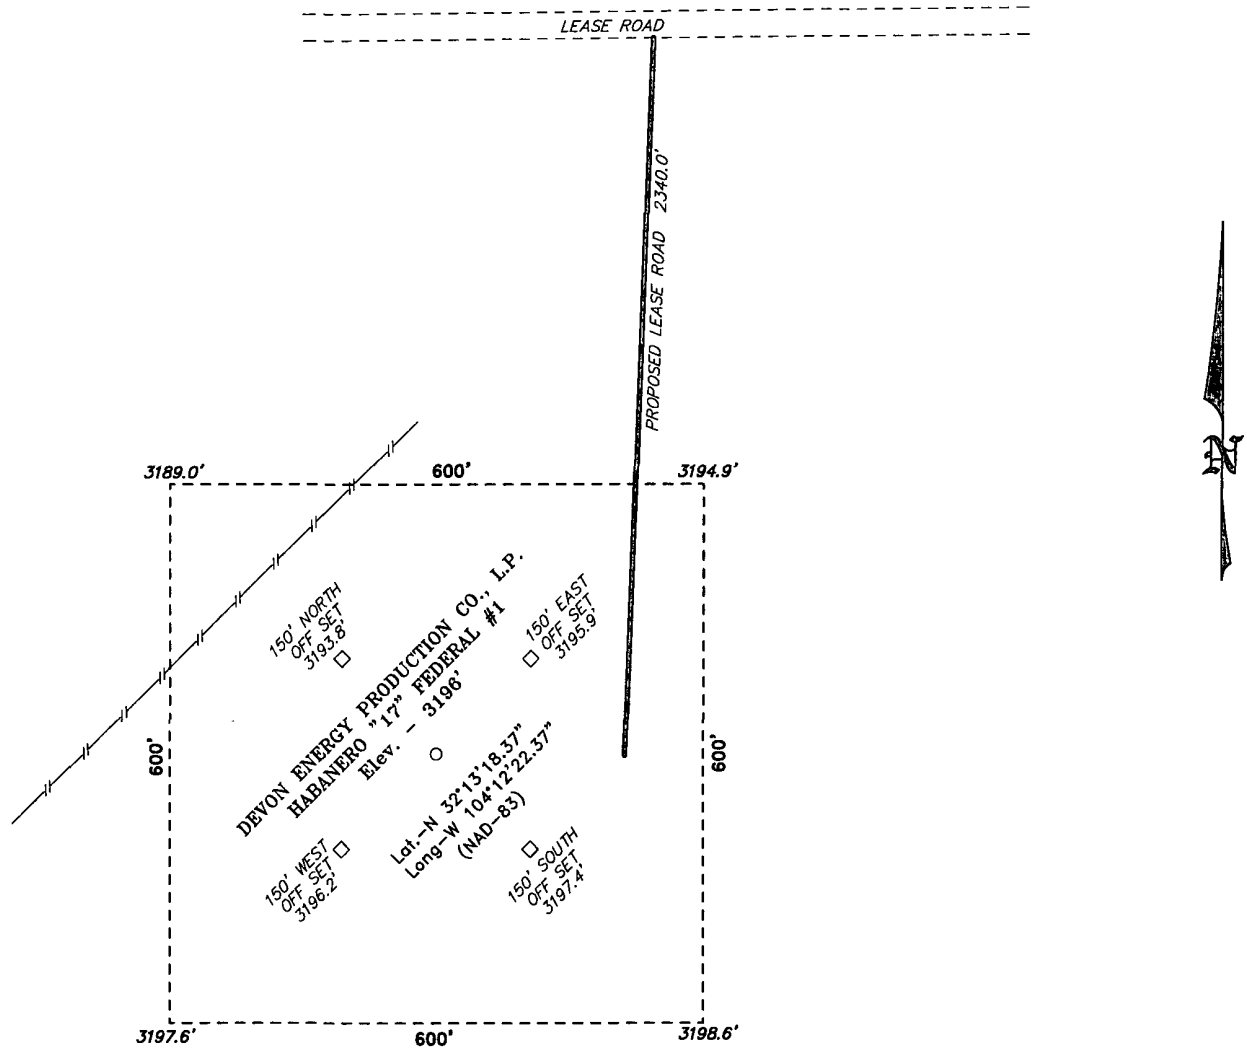 LEASE ROAD
PROPOSED LEASE ROAD 2340.0'
3189.0'
600'
3194.9'
150' NORTH
OFF SET
3193.8'
DEVON ENERGY PRODUCTION CO., L.P.
HABANERO "17" FEDERAL #1
Elev. - 3196'
150' EAST
OFF SET
3195.9'
600'
600'
Lat.-N 32°13'18.37"
Long-W 104°12'22.37"
(NAD-83)
150' WEST
OFF SET
3196.2'
150' SOUTH
OFF SET
3197.4'
3197.6'
600'
3198.6'
N